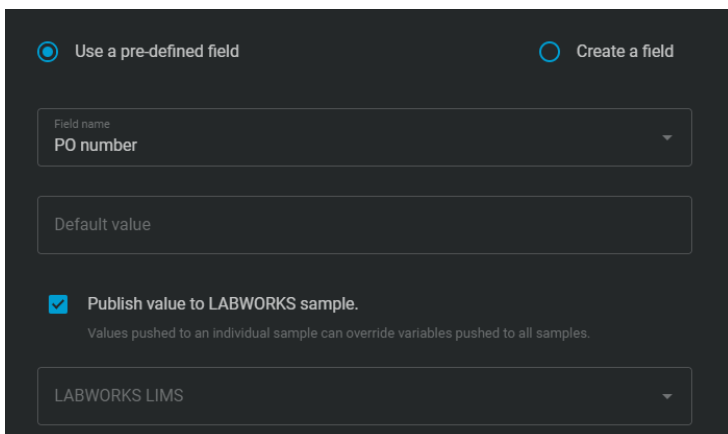 Use a pre-defined field
Create a field
Field name
PO number
Default value
Publish value to LABWORKS sample.
Values pushed to an individual sample can override variables pushed to all samples.
LABWORKS LIMS